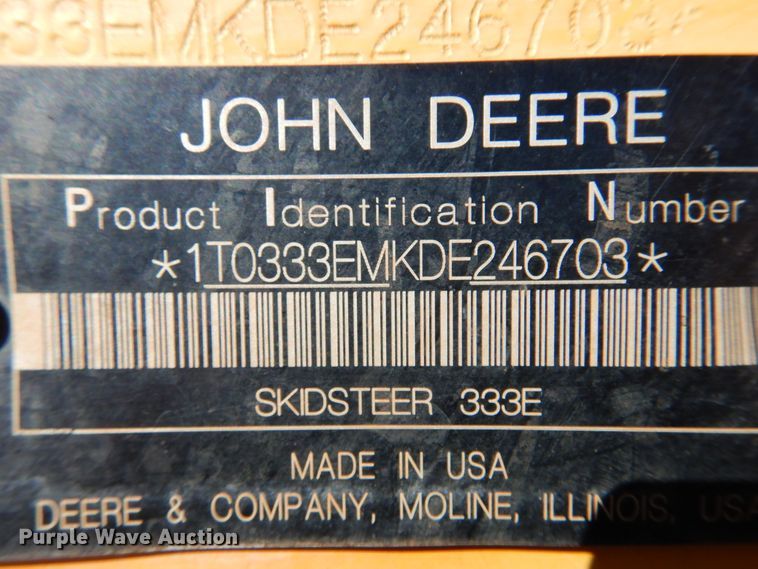 33EMKDE246703*
JOHN DEERE
Product Identification Number
*1T0333EMKDE246703*
SKIDSTEER 333E
MADE IN USA
DEERE & COMPANY, MOLINE, ILLINOIS, USA
Purple Wave Auction